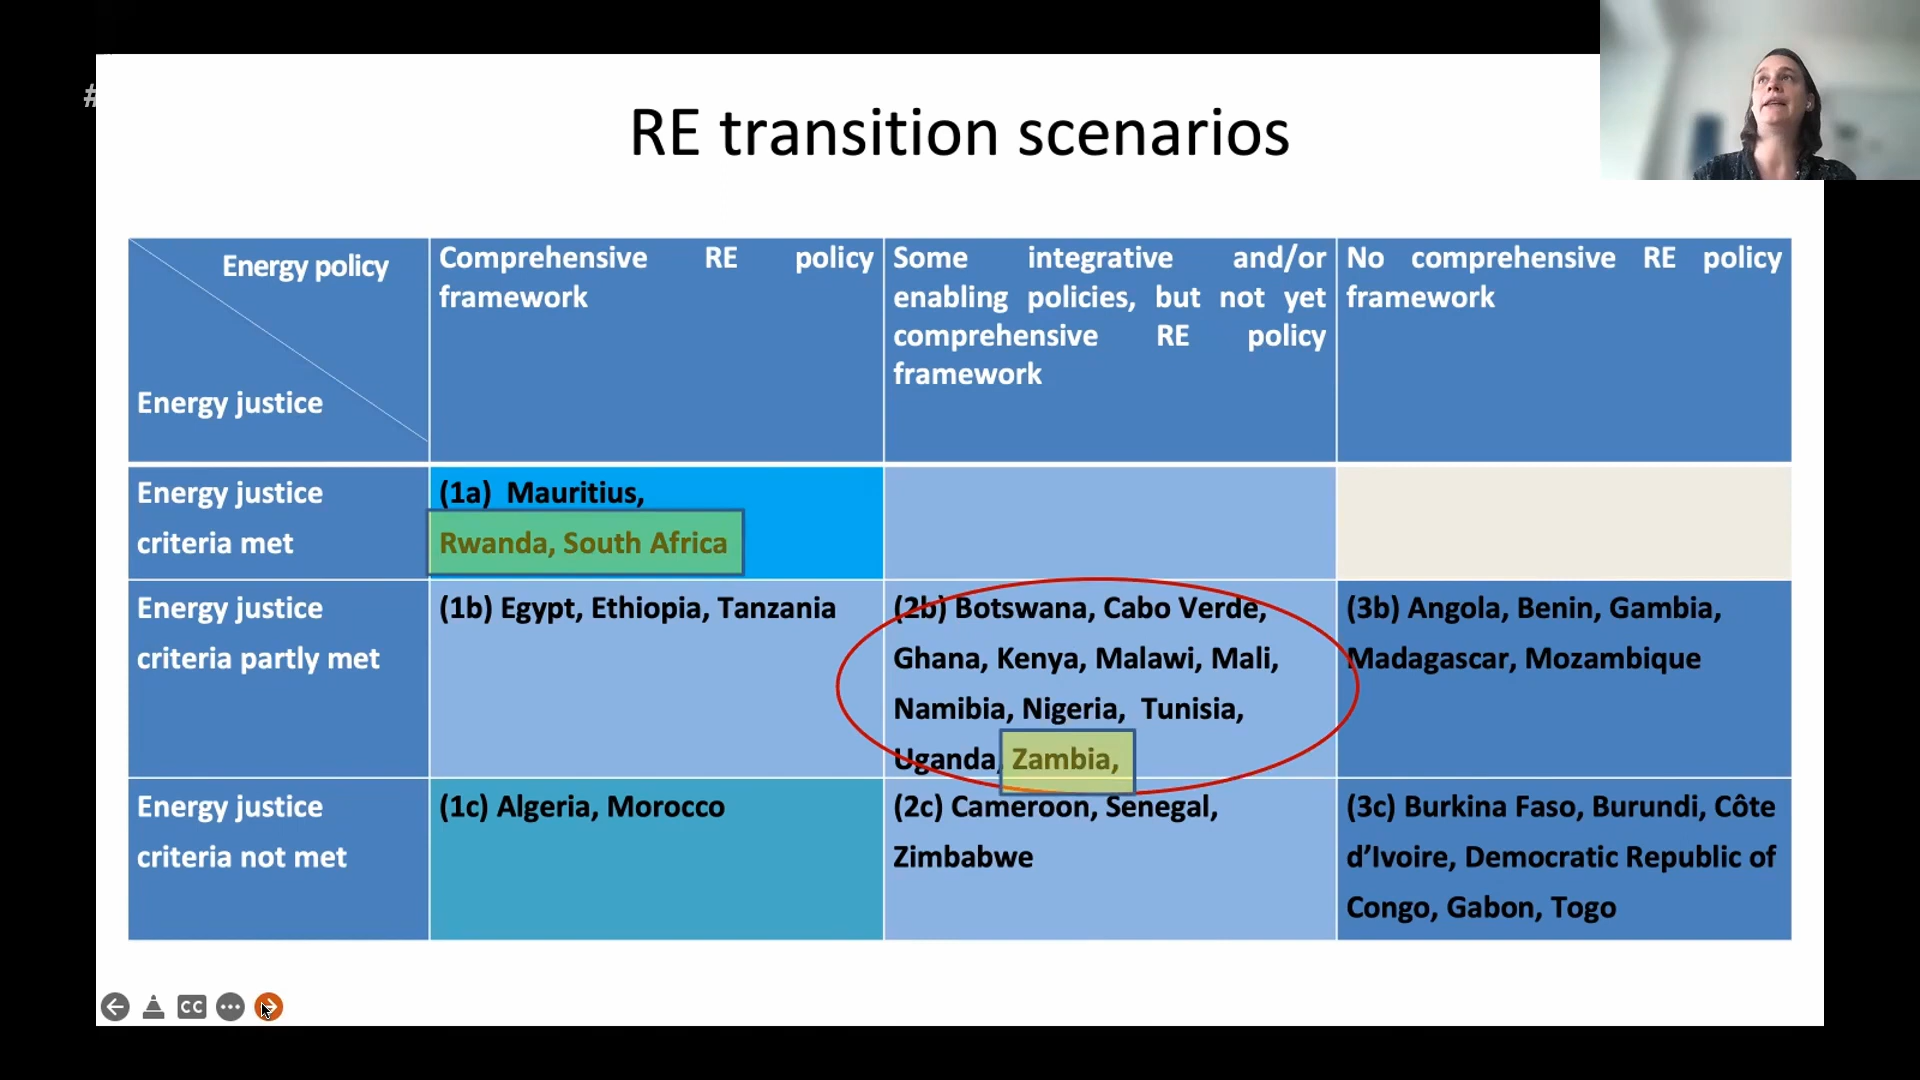 #
RE transition scenarios
Energy policy
Energy justice
Comprehensive RE policy
framework
Some integrative and/or
enabling policies, but not yet
comprehensive RE policy
framework
No comprehensive RE policy
framework
Energy justice
criteria met
(1a) Mauritius,
Rwanda, South Africa
Energy justice
criteria partly met
(1b) Egypt, Ethiopia, Tanzania
(2b) Botswana, Cabo Verde,
Ghana, Kenya, Malawi, Mali,
Namibia, Nigeria, Tunisia,
Uganda, Zambia,
(3b) Angola, Benin, Gambia,
Madagascar, Mozambique
Energy justice
criteria not met
(1c) Algeria, Morocco
(2c) Cameroon, Senegal,
Zimbabwe
(3c) Burkina Faso, Burundi, Côte
d’Ivoire, Democratic Republic of
Congo, Gabon, Togo
CC